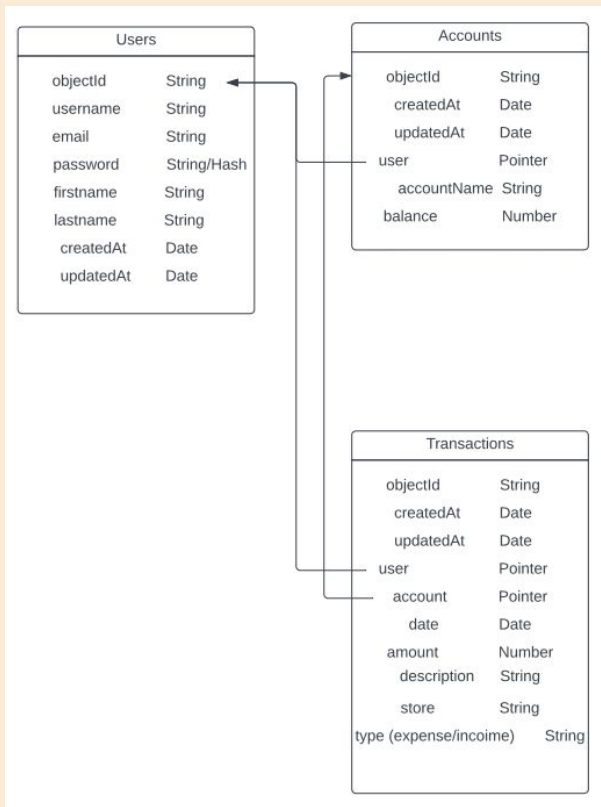 Users
objectId String
username String
email String
password String/Hash
firstname String
lastname String
createdAt Date
updatedAt Date
Accounts
objectId String
createdAt Date
updatedAt Date
user Pointer
accountName String
balance Number
Transactions
objectId String
createdAt Date
updatedAt Date
user Pointer
account Pointer
date Date
amount Number
description String
store String
type (expense/incoime) String